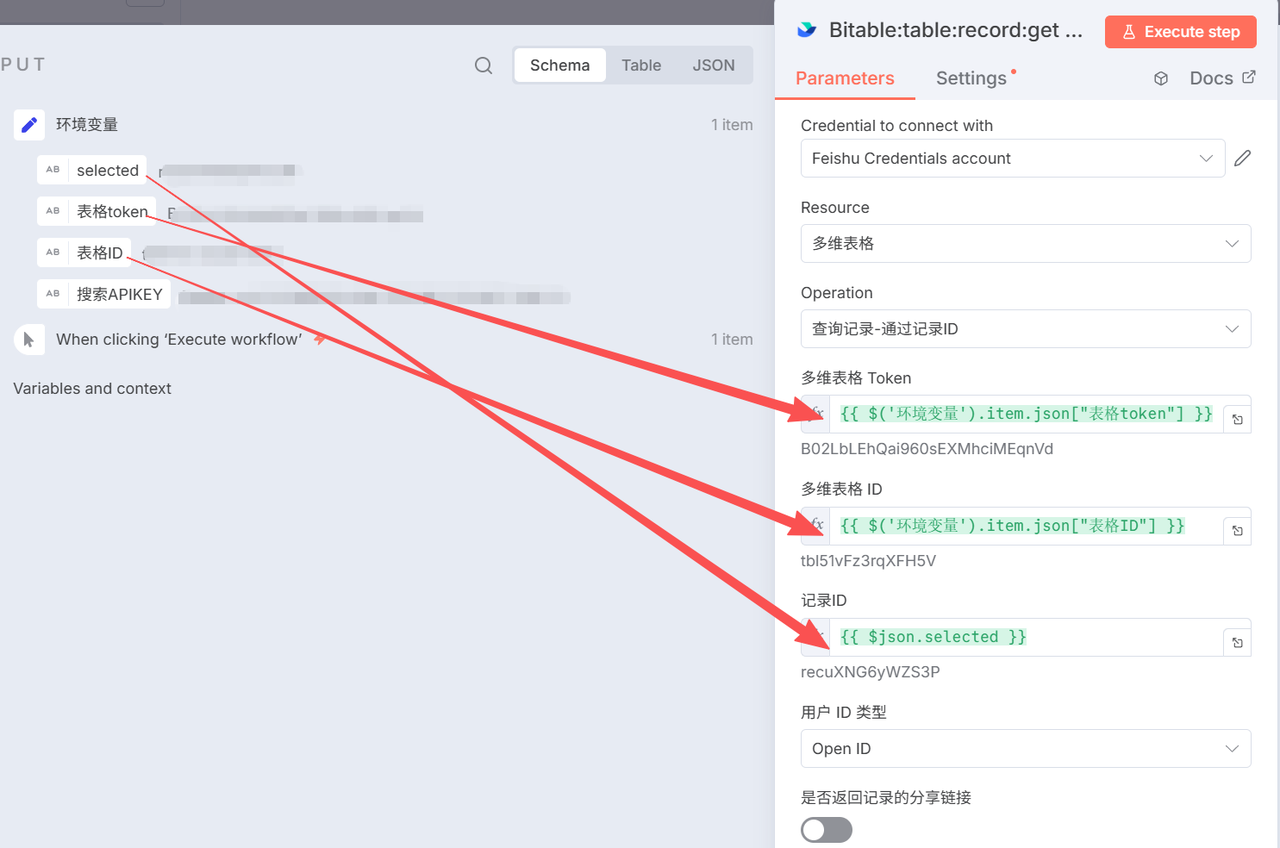 PUT
Schema
Table
JSON
环境变量
1 item
AB selected
AB 表格token
AB 表格ID
AB 搜索APIKEY
When clicking ‘Execute workflow’
1 item
Variables and context
Bitable:table:record:get ...
Execute step
Parameters
Settings
Docs
Credential to connect with
Feishu Credentials account
Resource
多维表格
Operation
查询记录-通过记录ID
多维表格 Token
{{ $('环境变量').item.json["表格token"] }}
B02LbLEhQai960sEXMhciMEqnVd
多维表格 ID
{{ $('环境变量').item.json["表格ID"] }}
tbl51vFz3rqXFH5V
记录ID
{{ $json.selected }}
recuXNG6yWZS3P
用户 ID 类型
Open ID
是否返回记录的分享链接